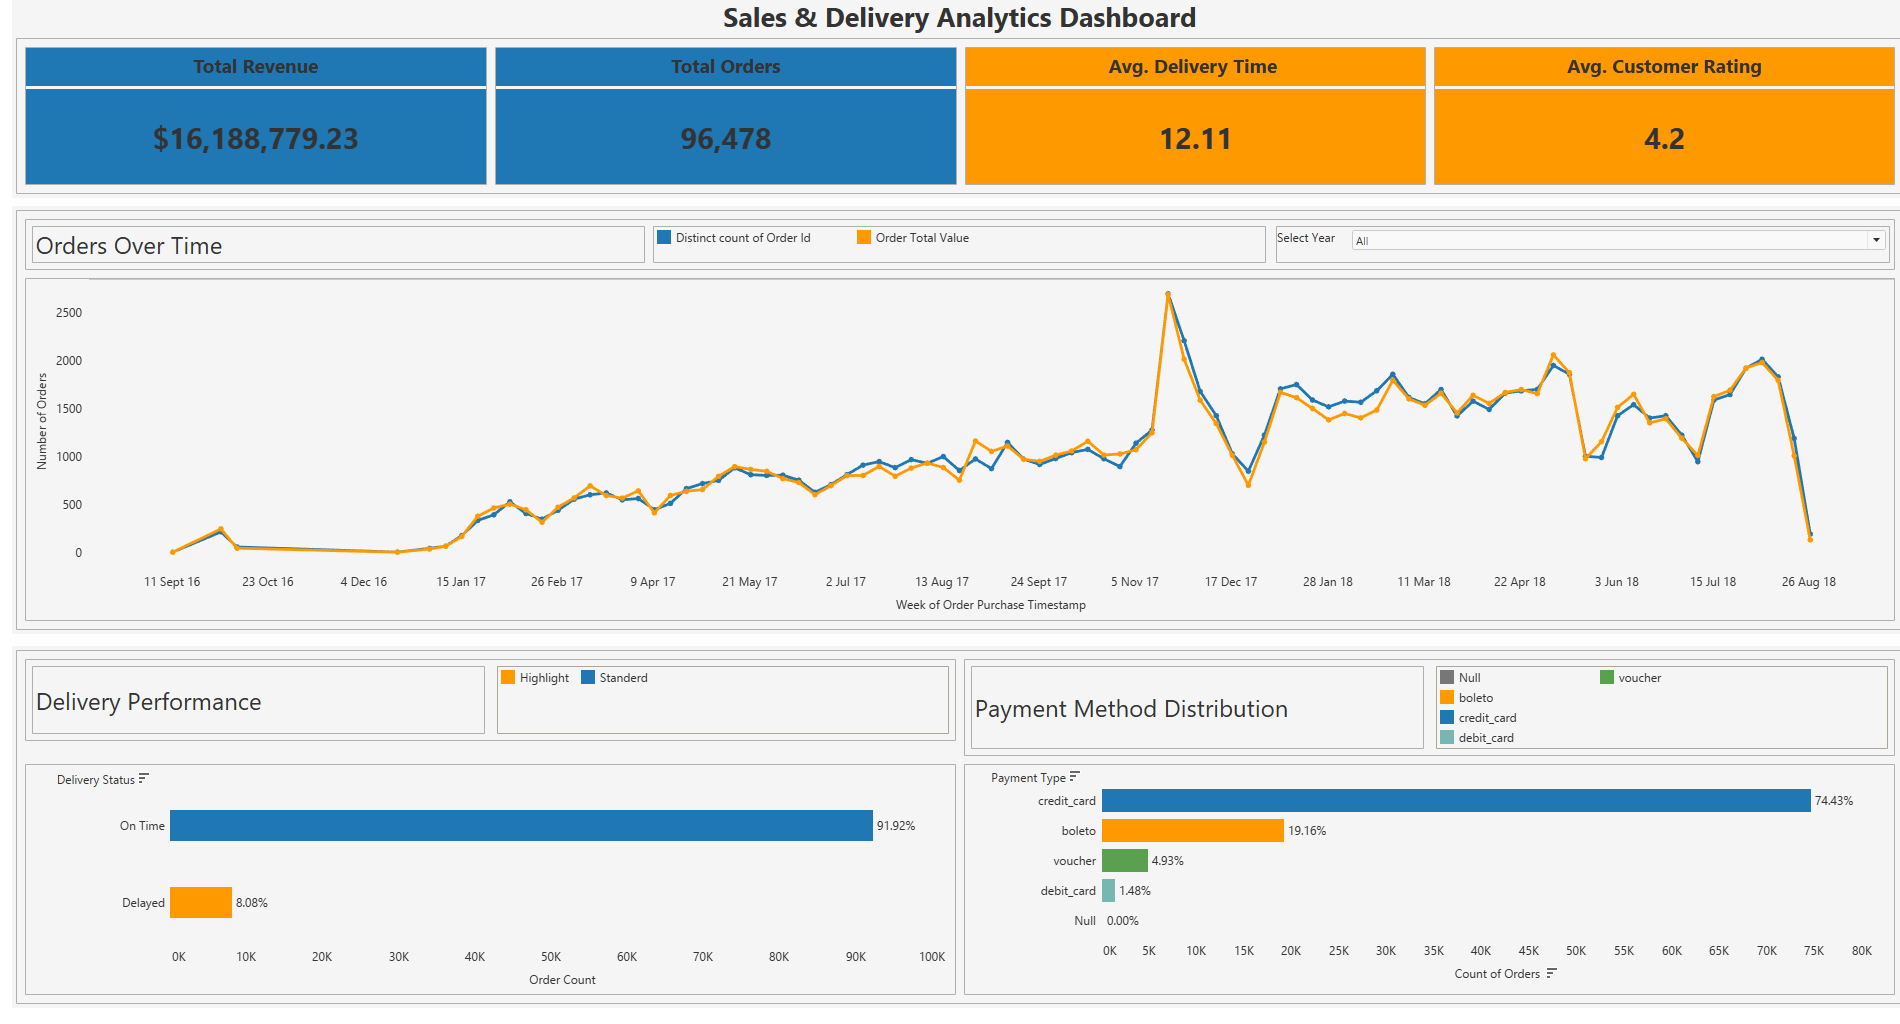 Sales & Delivery Analytics Dashboard
Total Revenue
Total Orders
Avg. Delivery Time
Avg. Customer Rating
$16,188,779.23
96,478
12.11
4.2
Orders Over Time
Distinct count of Order Id
Order Total Value
Select Year
All
2500
2000
1500
1000
500
0
Number of Orders
11 Sept 16
23 Oct 16
4 Dec 16
15 Jan 17
26 Feb 17
9 Apr 17
21 May 17
2 Jul 17
13 Aug 17
24 Sept 17
5 Nov 17
17 Dec 17
28 Jan 18
11 Mar 18
22 Apr 18
3 Jun 18
15 Jul 18
26 Aug 18
Week of Order Purchase Timestamp
Delivery Performance
Highlight
Standerd
Delivery Status
On Time
91.92%
Delayed
8.08%
0K
10K
20K
30K
40K
50K
60K
70K
80K
90K
100K
Order Count
Payment Method Distribution
Null
boleto
credit_card
debit_card
voucher
Payment Type
credit_card
74.43%
boleto
19.16%
voucher
4.93%
debit_card
1.48%
Null
0.00%
0K
5K
10K
15K
20K
25K
30K
35K
40K
45K
50K
55K
60K
65K
70K
75K
80K
Count of Orders